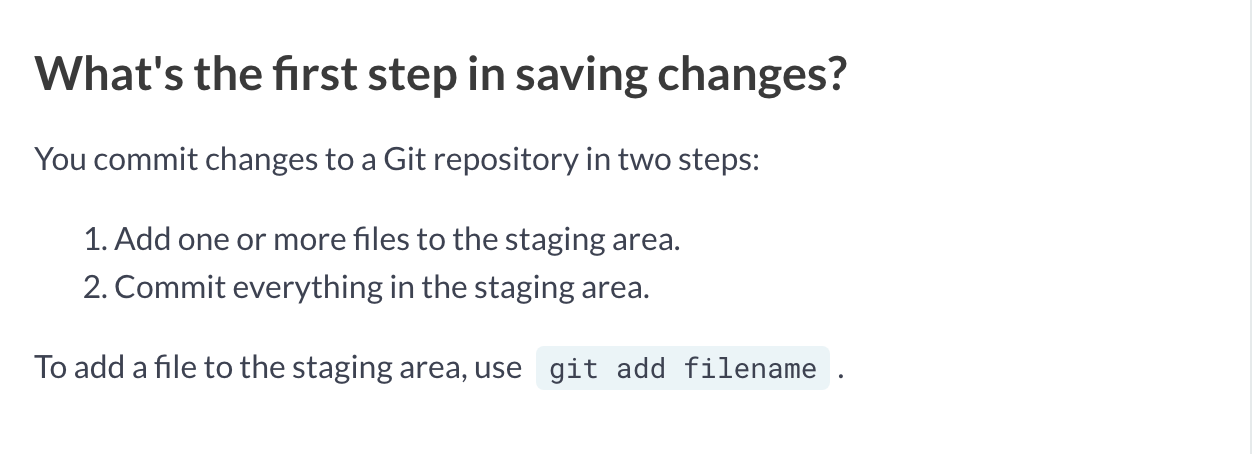 What's the first step in saving changes?
You commit changes to a Git repository in two steps:
1. Add one or more files to the staging area.
2. Commit everything in the staging area.
To add a file to the staging area, use git add filename .